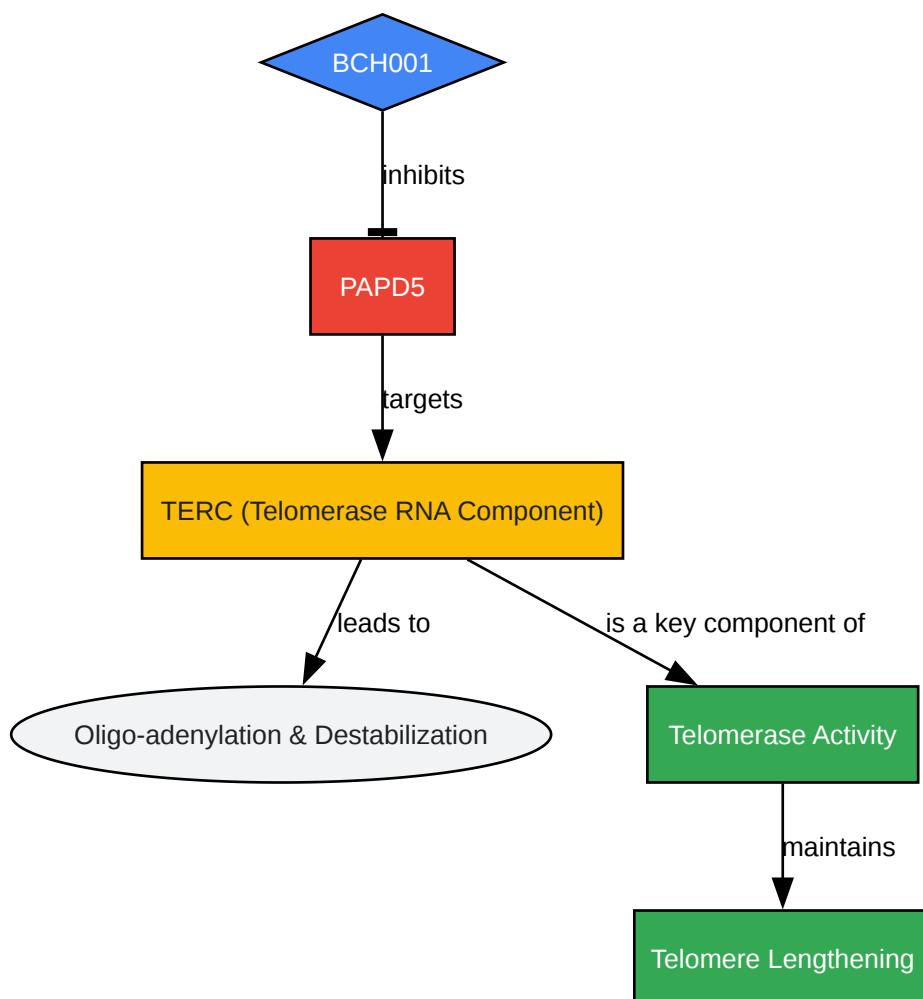 BCH001
inhibits
PAPD5
targets
TERC (Telomerase RNA Component)
leads to
is a key component of
Oligo-adenylation & Destabilization
Telomerase Activity
maintains
Telomere Lengthening